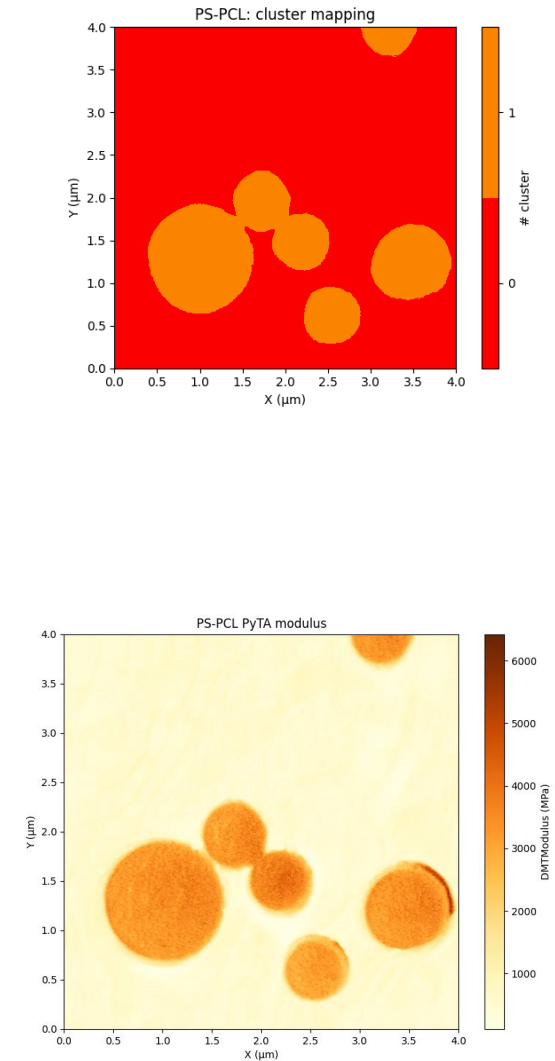 PS-PCL: cluster mapping
4.0
3.5
3.0
2.5
2.0
1.5
1.0
0.5
0.0
Y (µm)
0.0 0.5 1.0 1.5 2.0 2.5 3.0 3.5 4.0
X (µm)
1
0
# cluster
PS-PCL PyTA modulus
4.0
3.5
3.0
2.5
2.0
1.5
1.0
0.5
0.0
Y (µm)
0.0 0.5 1.0 1.5 2.0 2.5 3.0 3.5 4.0
X (µm)
6000
5000
4000
3000
2000
1000
DMTModulus (MPa)